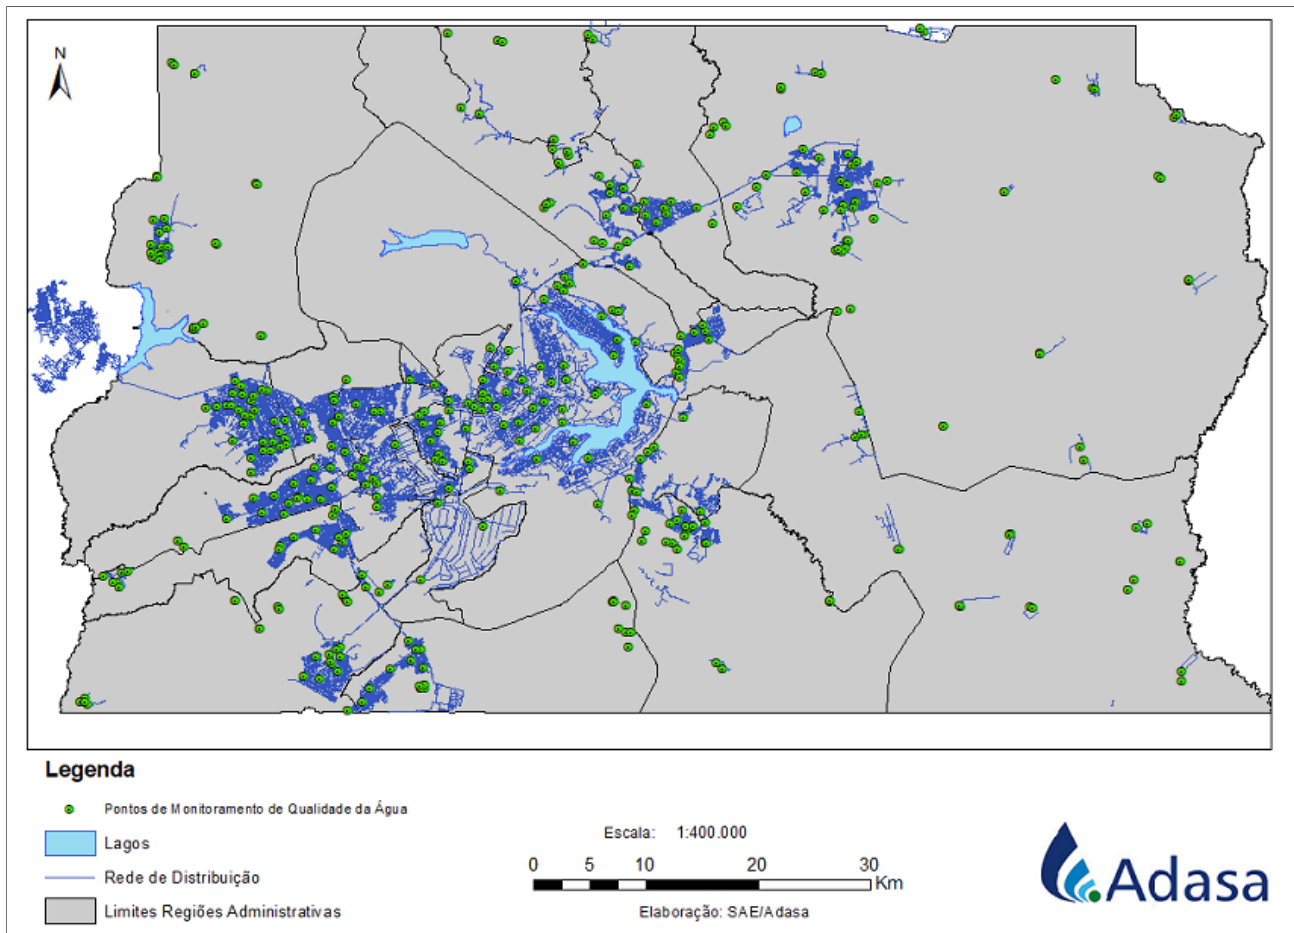 N
Legenda
Pontos de Monitoramento de Qualidade da Água
Lagos
Rede de Distribuição
Limites Regiões Administrativas
Escala: 1:400.000
0 5 10 20 30
Km
Elaboração: SAE/Adasa
Adasa